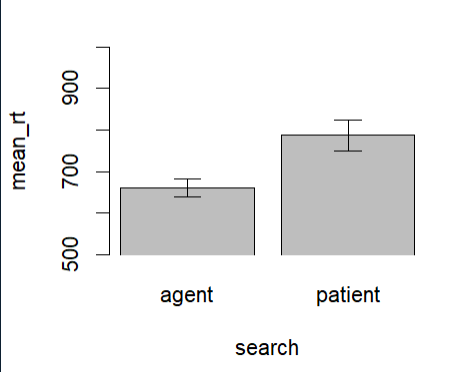 mean_rt
900
700
500
agent patient
search